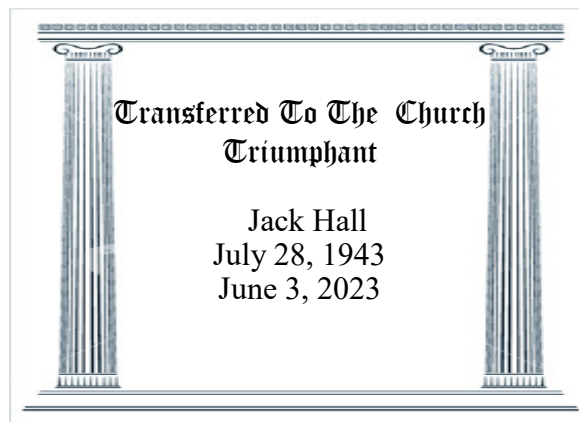 Transferred To The Church
Triumphant
Jack Hall
July 28, 1943
June 3, 2023